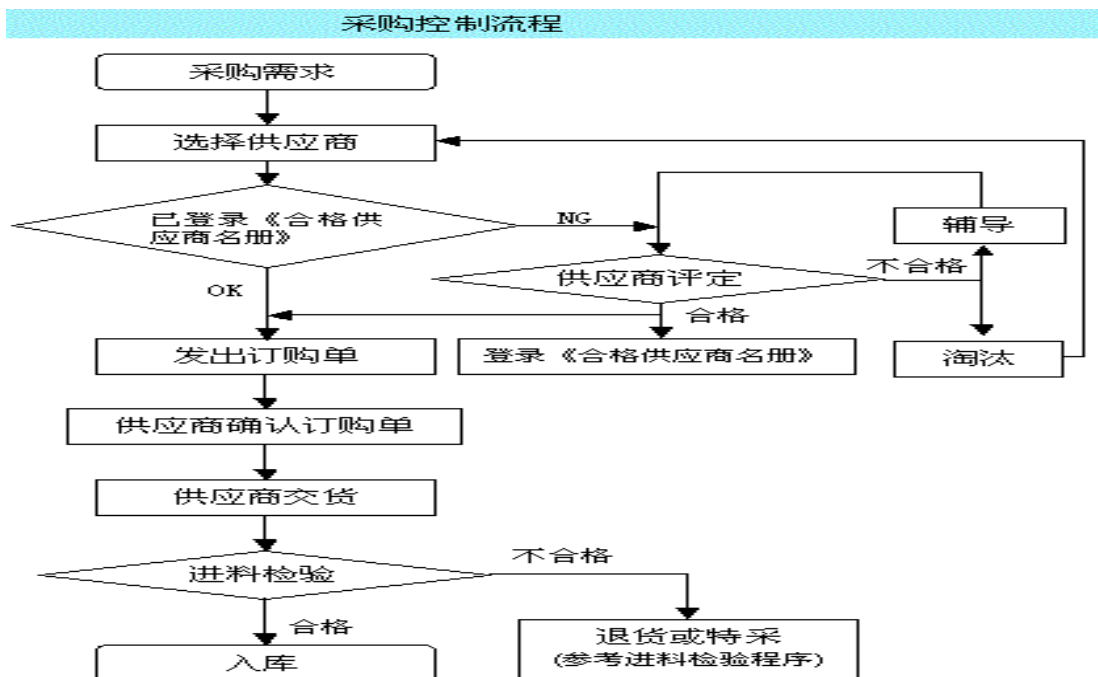 采购控制流程
采购需求
选择供应商
已登录《合格供
应商名册》
NG
辅导
供应商评定
不合格
OK
合格
发出订购单
登录《合格供应商名册》
淘汰
供应商确认订购单
供应商交货
进料检验
不合格
合格
退货或特采
(参考进料检验程序)
入库